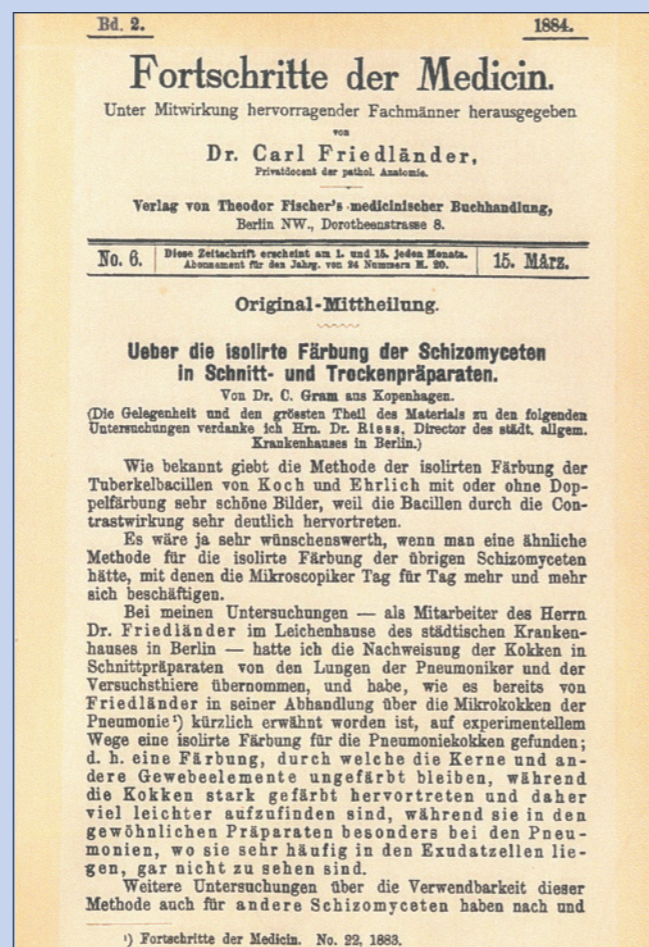 Bd. 2.
1884.
Fortschritte der Medicin.
Unter Mitwirkung hervorragender Fachmänner herausgegeben
von
Dr. Carl Friedländer,
Privatdocent der pathol. Anatomie.
Verlag von Theodor Fischer's medicinischer Buchhandlung,
Berlin NW., Dorotheenstrasse 8.
No. 6.
Diese Zeitschrift erscheint am 1. und 15. jeden Monats.
Abonnement für den Jahrg. von 24 Nummern M. 20.
15. März.
Original-Mittheilung.
Ueber die isolirte Färbung der Schizomyceten
in Schnitt- und Trockenpräparaten.
Von Dr. C. Gram aus Kopenhagen.
(Die Gelegenheit und den grössten Theil des Materials zu den folgenden
Untersuchungen verdanke ich Hrn. Dr. Riess, Director des städt. allgem.
Krankenhauses in Berlin.)
Wie bekannt giebt die Methode der isolirten Färbung der
Tuberkelbacillen von Koch und Ehrlich mit oder ohne Dop-
pelfärbung sehr schöne Bilder, weil die Bacillen durch die Con-
trastwirkung sehr deutlich hervortreten.
Es wäre ja sehr wünschenswerth, wenn man eine ähnliche
Methode für die isolirte Färbung der übrigen Schizomyceten
hätte, mit denen die Mikroscopiker Tag für Tag mehr und mehr
sich beschäftigen.
Bei meinen Untersuchungen — als Mitarbeiter des Herrn
Dr. Friedländer im Leichenhause des städtischen Kranken-
hauses in Berlin — hatte ich die Nachweisung der Kokken in
Schnittpräparaten von den Lungen der Pneumoniker und der
Versuchsthiere übernommen, und habe, wie es bereits von
Friedländer in seiner Abhandlung über die Mikrokokken der
Pneumonie¹) kürzlich erwähnt worden ist, auf experimentellem
Wege eine isolirte Färbung für die Pneumoniekokken gefunden;
d. h. eine Färbung, durch welche die Kerne und an-
dere Gewebeelemente ungefärbt bleiben, während
die Kokken stark gefärbt hervortreten und daher
viel leichter aufzufinden sind, während sie in den
gewöhnlichen Präparaten besonders bei den Pneu-
monien, wo sie sehr häufig in den Exudatzellen lie-
gen, gar nicht zu sehen sind.
Weitere Untersuchungen über die Verwendbarkeit dieser
Methode auch für andere Schizomyceten haben nach und
¹) Fortschritte der Medicin. No. 22, 1883.